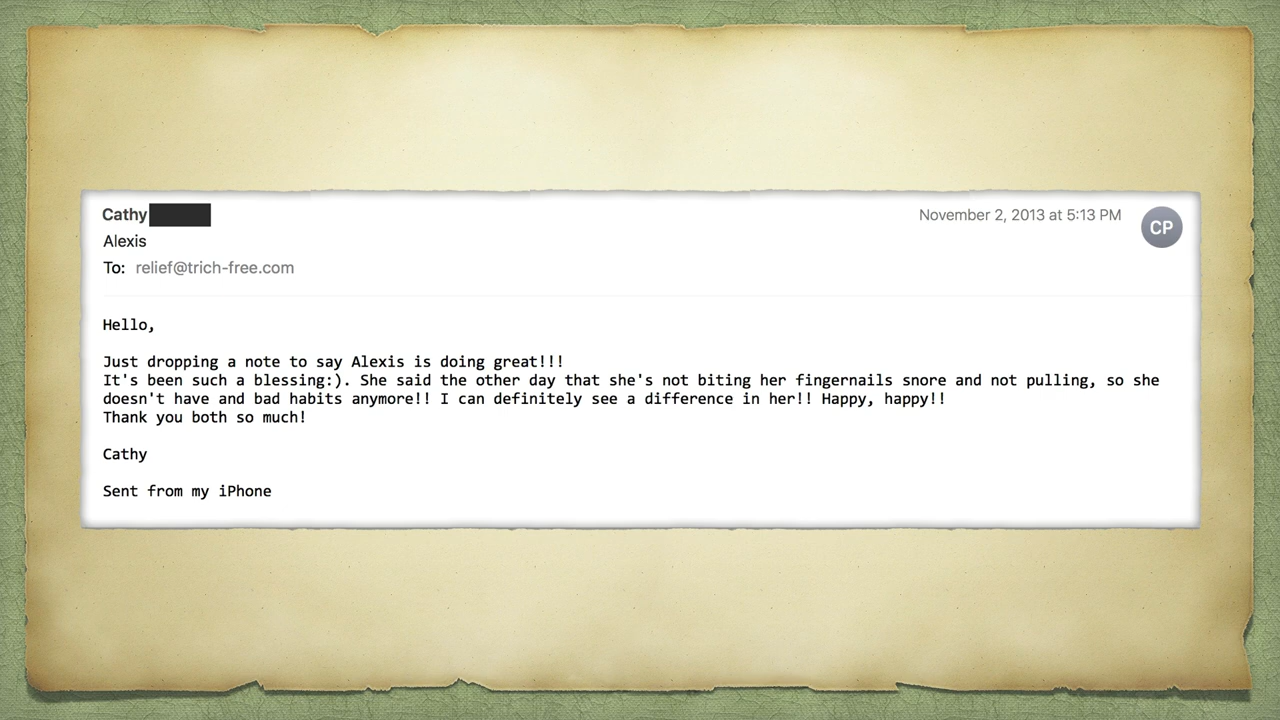 Cathy
November 2, 2013 at 5:13 PM
CP
Alexis
To: relief@trich-free.com
Hello,
Just dropping a note to say Alexis is doing great!!!
It's been such a blessing:). She said the other day that she's not biting her fingernails snore and not pulling, so she
doesn't have and bad habits anymore!! I can definitely see a difference in her!! Happy, happy!!
Thank you both so much!
Cathy
Sent from my iPhone